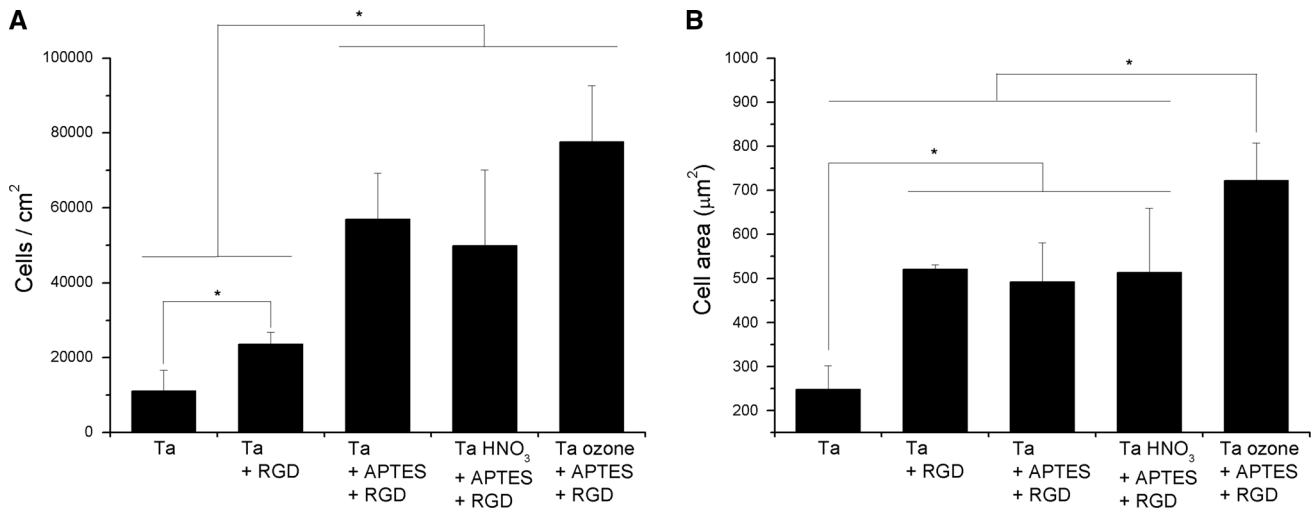 A
*
100000
80000
60000
40000
20000
0
Cells / cm²
*
Ta
Ta
+ RGD
Ta
+ APTES
+ RGD
Ta HNO₃
+ APTES
+ RGD
Ta ozone
+ APTES
+ RGD
B
1000
900
800
700
600
500
400
300
250
200
Cell area (μm²)
*
*
Ta
Ta
+ RGD
Ta
+ APTES
+ RGD
Ta HNO₃
+ APTES
+ RGD
Ta ozone
+ APTES
+ RGD